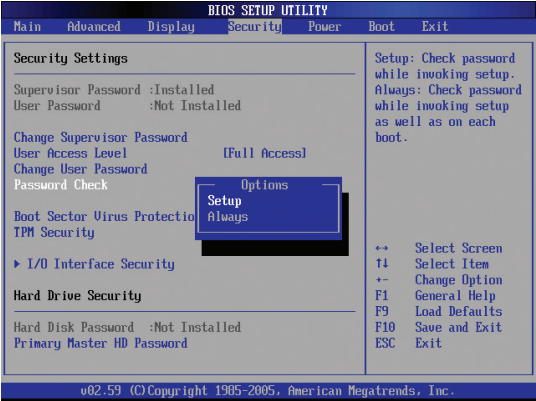 BIOS SETUP UTILITY
Main Advanced Display Security Power Boot Exit
Security Settings
Supervisor Password :Installed
User Password :Not Installed
Change Supervisor Password
User Access Level [Full Access]
Change User Password
Password Check
Options
Setup
Always
Boot Sector Virus Protectio
TPM Security
I/O Interface Security
Hard Drive Security
Hard Disk Password :Not Installed
Primary Master HD Password
Setup: Check password
while invoking setup.
Always: Check password
while invoking setup
as well as on each
boot.
↔ Select Screen
↑↓ Select Item
+- Change Option
F1 General Help
F9 Load Defaults
F10 Save and Exit
ESC Exit
v02.59 (C)Copyright 1985-2005, American Megatrends, Inc.